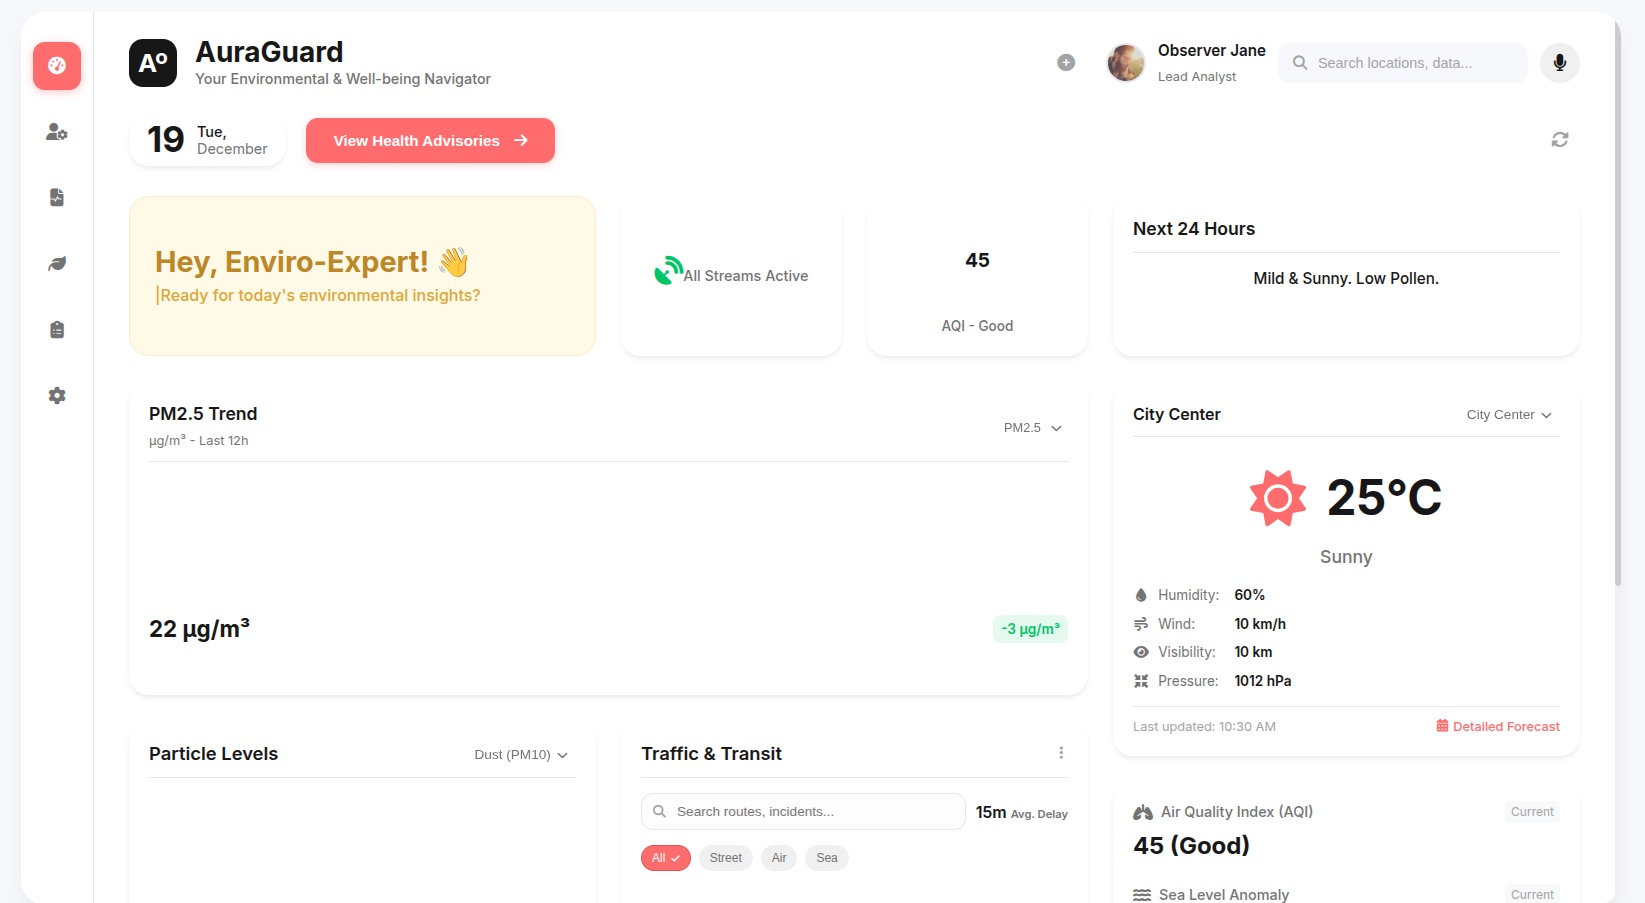 Aº
AuraGuard
Your Environmental & Well-being Navigator
Observer Jane
Lead Analyst
Search locations, data...
19
Tue,
December
View Health Advisories
Hey, Enviro-Expert! 👋
|Ready for today's environmental insights?
All Streams Active
45
AQI - Good
Next 24 Hours
Mild & Sunny. Low Pollen.
PM2.5 Trend
µg/m³ - Last 12h
PM2.5
22 µg/m³
-3 µg/m³
City Center
City Center
25°C
Sunny
Humidity: 60%
Wind: 10 km/h
Visibility: 10 km
Pressure: 1012 hPa
Last updated: 10:30 AM
Detailed Forecast
Particle Levels
Dust (PM10)
Traffic & Transit
Search routes, incidents...
15m Avg. Delay
All
Street
Air
Sea
Air Quality Index (AQI)
Current
45 (Good)
Sea Level Anomaly
Current